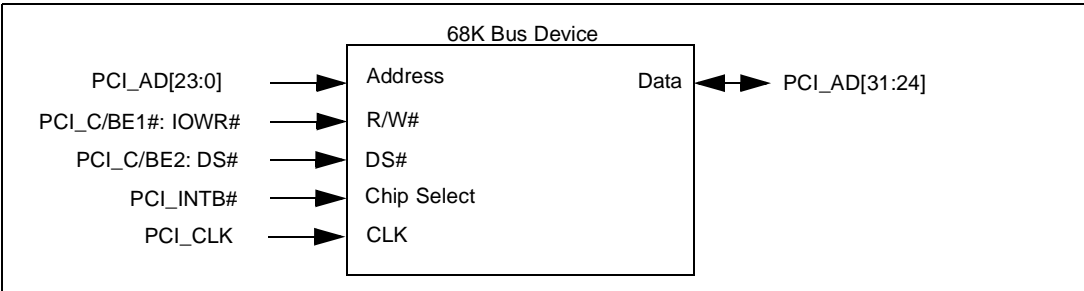 68K Bus Device
PCI_AD[23:0] Address Data PCI_AD[31:24]
PCI_C/BE1#: IOWR# R/W#
PCI_C/BE2: DS# DS#
PCI_INTB# Chip Select
PCI_CLK CLK